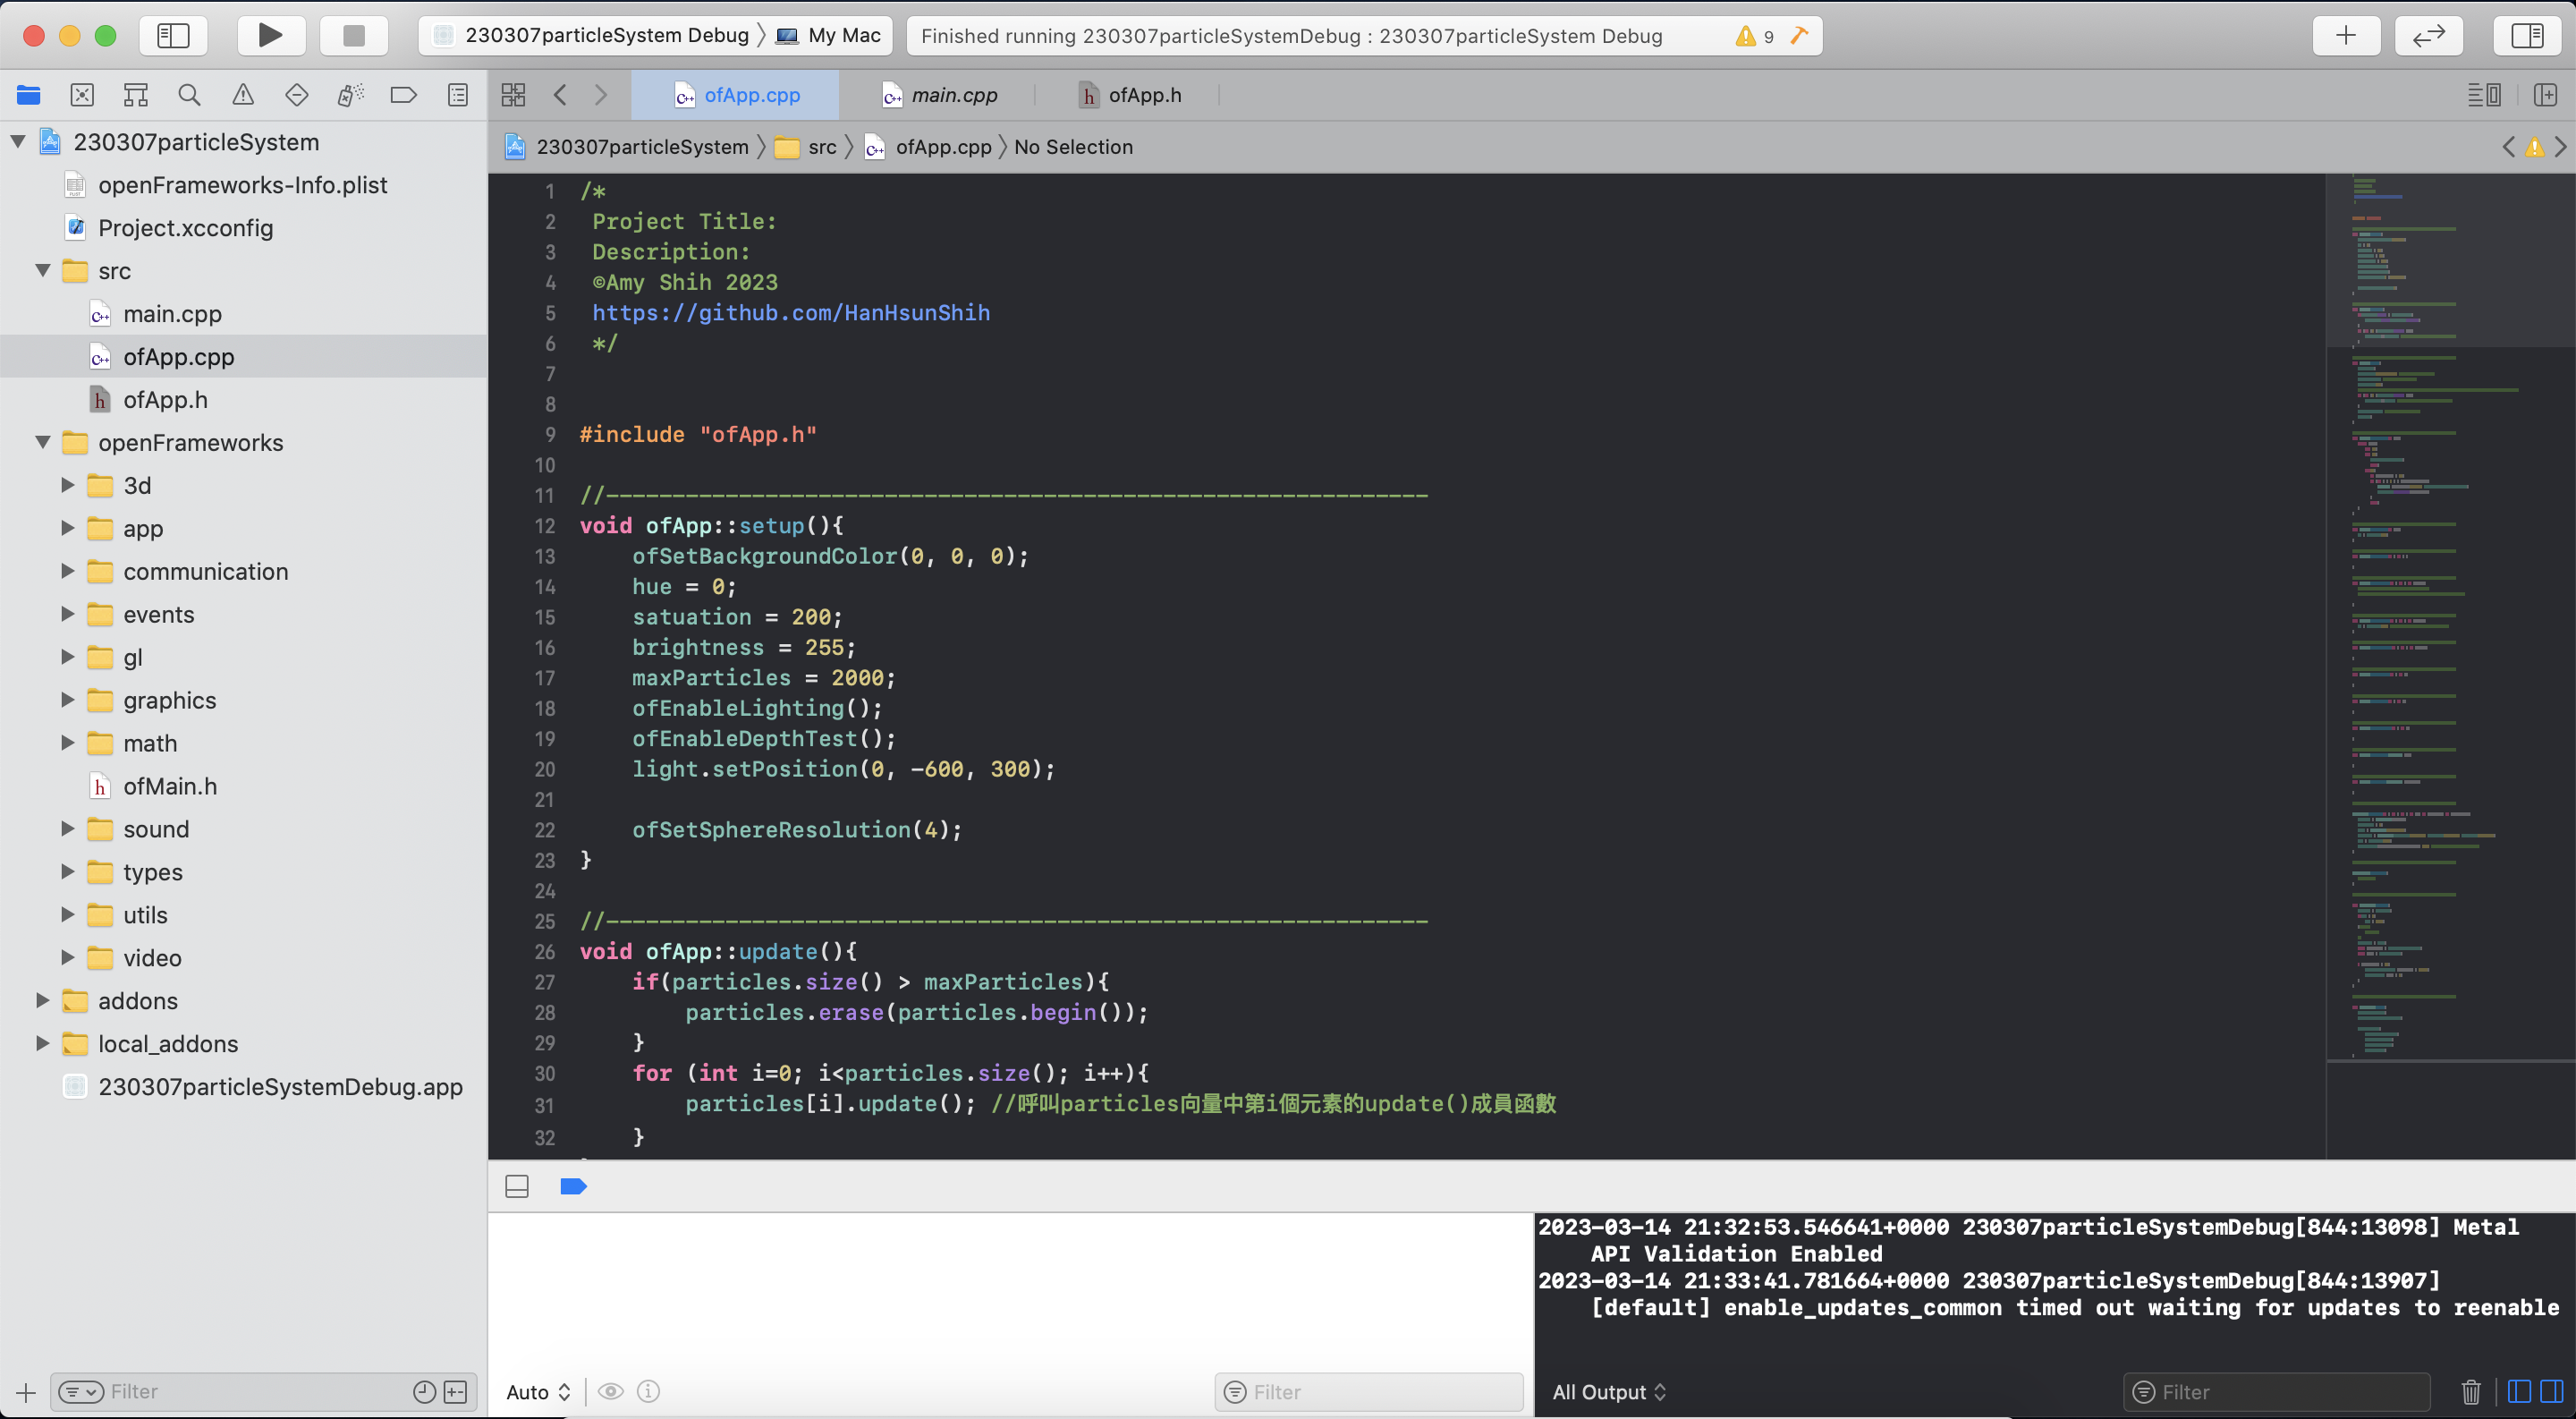 230307particleSystem Debug 〉 My Mac
Finished running 230307particleSystemDebug : 230307particleSystem Debug
9
ofApp.cpp
main.cpp
ofApp.h
230307particleSystem
openFrameworks-Info.plist
Project.xcconfig
src
main.cpp
ofApp.cpp
ofApp.h
openFrameworks
3d
app
communication
events
gl
graphics
math
ofMain.h
sound
types
utils
video
addons
local_addons
230307particleSystemDebug.app
Filter
230307particleSystem 〉 src 〉 ofApp.cpp 〉 No Selection
1 /*
2  Project Title:
3  Description:
4  ©Amy Shih 2023
5  https://github.com/HanHsunShih
6  */
7
8
9 #include "ofApp.h"
10
11 //--------------------------------------------------------------
12 void ofApp::setup(){
13     ofSetBackgroundColor(0, 0, 0);
14     hue = 0;
15     satuation = 200;
16     brightness = 255;
17     maxParticles = 2000;
18     ofEnableLighting();
19     ofEnableDepthTest();
20     light.setPosition(0, -600, 300);
21
22     ofSetSphereResolution(4);
23 }
24
25 //--------------------------------------------------------------
26 void ofApp::update(){
27     if(particles.size() > maxParticles){
28         particles.erase(particles.begin());
29     }
30     for (int i=0; i<particles.size(); i++){
31         particles[i].update(); //呼叫particles向量中第i個元素的update()成員函數
32     }
Auto
Filter
2023-03-14 21:32:53.546641+0000 230307particleSystemDebug[844:13098] Metal
API Validation Enabled
2023-03-14 21:33:41.781664+0000 230307particleSystemDebug[844:13907]
[default] enable_updates_common timed out waiting for updates to reenable
All Output
Filter